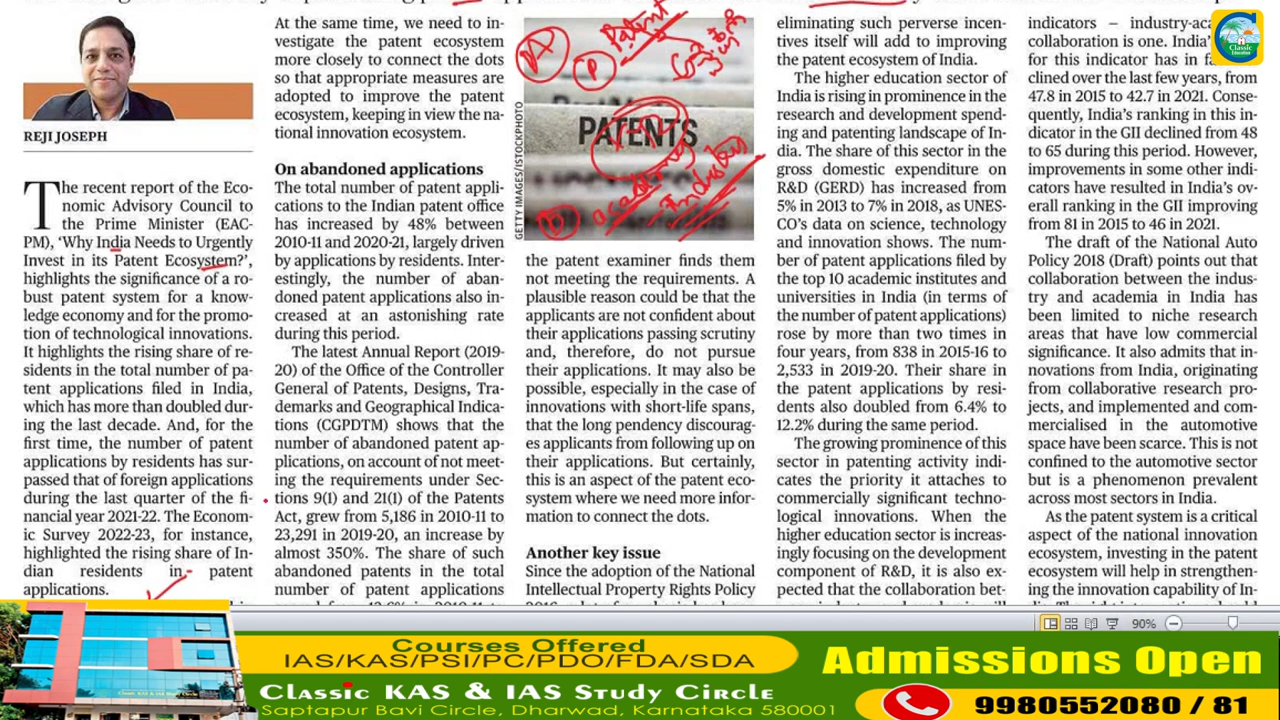 REJI JOSEPH
The recent report of the Eco-
nomic Advisory Council to
the Prime Minister (EAC-
PM), ‘Why India Needs to Urgently
Invest in its Patent Ecosystem?’,
highlights the significance of a ro-
bust patent system for a know-
ledge economy and for the promo-
tion of technological innovations.
It highlights the rising share of re-
sidents in the total number of pa-
tent applications filed in India,
which has more than doubled dur-
ing the last decade. And, for the
first time, the number of patent
applications by residents has sur-
passed that of foreign applications
during the last quarter of the fi-
nancial year 2021-22. The Econom-
ic Survey 2022-23, for instance,
highlighted the rising share of In-
dian residents in patent
applications.
At the same time, we need to in-
vestigate the patent ecosystem
more closely to connect the dots
so that appropriate measures are
adopted to improve the patent
ecosystem, keeping in view the na-
tional innovation ecosystem.
On abandoned applications
The total number of patent appli-
cations to the Indian patent office
has increased by 48% between
2010-11 and 2020-21, largely driven
by applications by residents. Inter-
estingly, the number of aban-
doned patent applications also in-
creased at an astonishing rate
during this period.
The latest Annual Report (2019-
20) of the Office of the Controller
General of Patents, Designs, Tra-
demarks and Geographical Indica-
tions (CGPDTM) shows that the
number of abandoned patent ap-
plications, on account of not meet-
ing the requirements under Sec-
tions 9(1) and 21(1) of the Patents
Act, grew from 5,186 in 2010-11 to
23,291 in 2019-20, an increase by
almost 350%. The share of such
abandoned patents in the total
number of patent applications
GETTY IMAGES/ISTOCKPHOTO
Patent
P
PATENTS
D
the patent examiner finds them
not meeting the requirements. A
plausible reason could be that the
applicants are not confident about
their applications passing scrutiny
and, therefore, do not pursue
their applications. It may also be
possible, especially in the case of
innovations with short-life spans,
that the long pendency discourag-
es applicants from following up on
their applications. But certainly,
this is an aspect of the patent eco-
system where we need more infor-
mation to connect the dots.
Another key issue
Since the adoption of the National
Intellectual Property Rights Policy
eliminating such perverse incen-
tives itself will add to improving
the patent ecosystem of India.
The higher education sector of
India is rising in prominence in the
research and development spend-
ing and patenting landscape of In-
dia. The share of this sector in the
gross domestic expenditure on
R&D (GERD) has increased from
5% in 2013 to 7% in 2018, as UNES-
CO’s data on science, technology
and innovation shows. The num-
ber of patent applications filed by
the top 10 academic institutes and
universities in India (in terms of
the number of patent applications)
rose by more than two times in
four years, from 838 in 2015-16 to
2,533 in 2019-20. Their share in
the patent applications by resi-
dents also doubled from 6.4% to
12.2% during the same period.
The growing prominence of this
sector in patenting activity indi-
cates the priority it attaches to
commercially significant techno-
logical innovations. When the
higher education sector is increas-
ingly focusing on the development
component of R&D, it is also ex-
pected that the collaboration bet-
indicators – industry-
collaboration is one. India’
for this indicator has in
clined over the last few years, from
47.8 in 2015 to 42.7 in 2021. Conse-
quently, India’s ranking in this in-
dicator in the GII declined from 48
to 65 during this period. However,
improvements in some other indi-
cators have resulted in India’s ov-
erall ranking in the GII improving
from 81 in 2015 to 46 in 2021.
The draft of the National Auto
Policy 2018 (Draft) points out that
collaboration between the indus-
try and academia in India has
been limited to niche research
areas that have low commercial
significance. It also admits that in-
novations from India, originating
from collaborative research pro-
jects, and implemented and com-
mercialised in the automotive
space have been scarce. This is not
confined to the automotive sector
but is a phenomenon prevalent
across most sectors in India.
As the patent system is a critical
aspect of the national innovation
ecosystem, investing in the patent
ecosystem will help in strengthen-
ing the innovation capability of In-
Classic
Education
90%
Courses Offered
IAS/KAS/PSI/PC/PDO/FDA/SDA
Classic KAS & IAS Study Circle
Saptapur Bavi Circle, Dharwad, Karnataka 580001
Admissions Open
9980552080 / 81